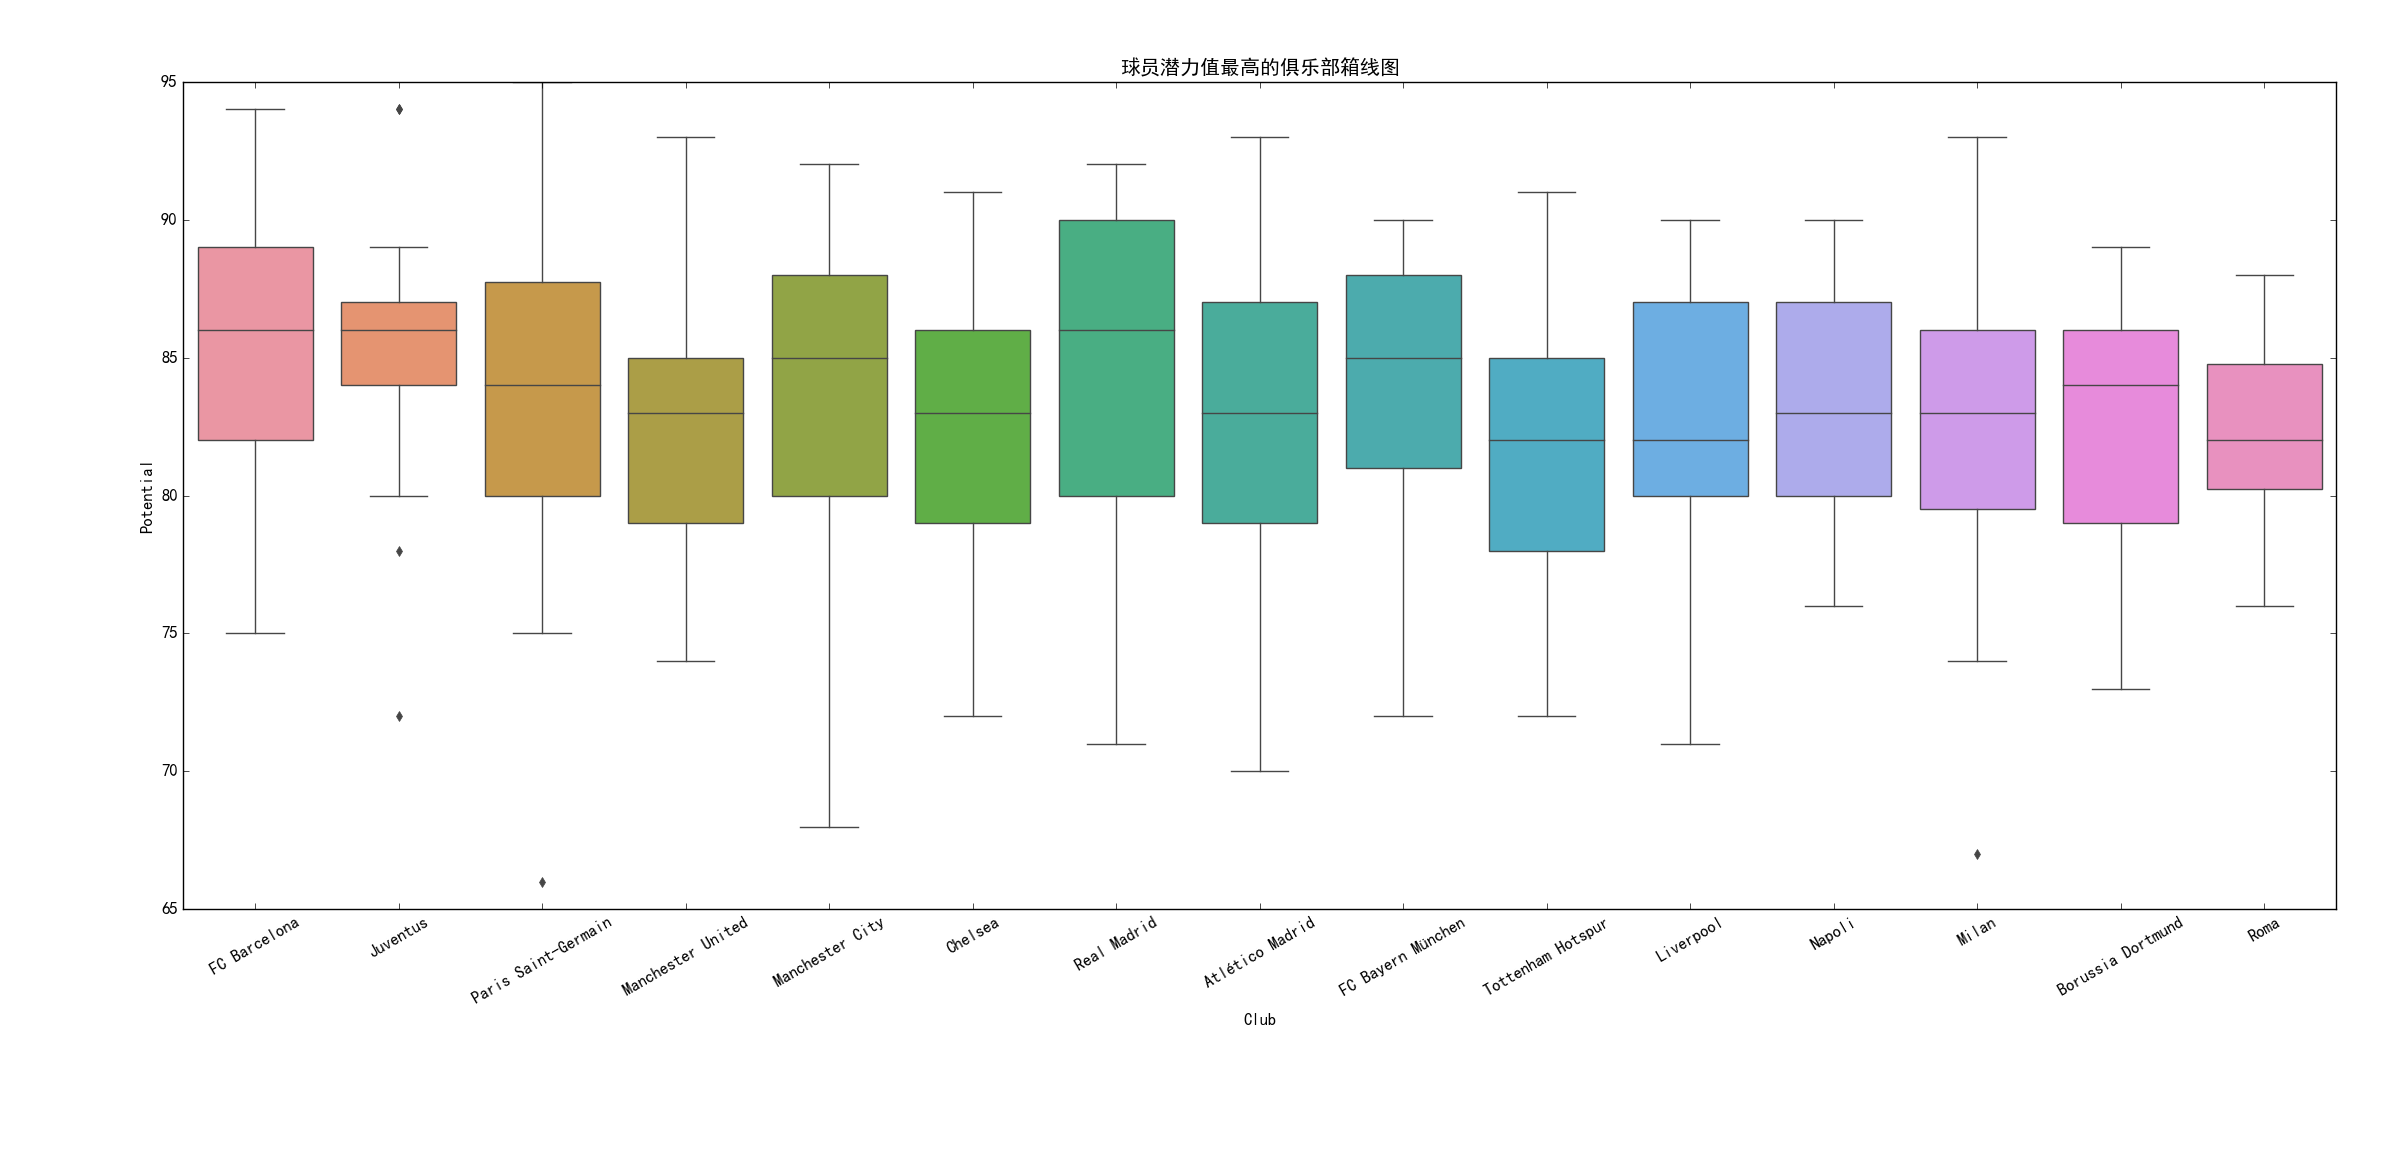 球员潜力值最高的俱乐部箱线图
95
90
85
80
75
70
65
Potential
FC Barcelona
Juventus
Paris Saint-Germain
Manchester United
Manchester City
Chelsea
Real Madrid
Atlético Madrid
FC Bayern München
Tottenham Hotspur
Liverpool
Napoli
Milan
Borussia Dortmund
Roma
Club